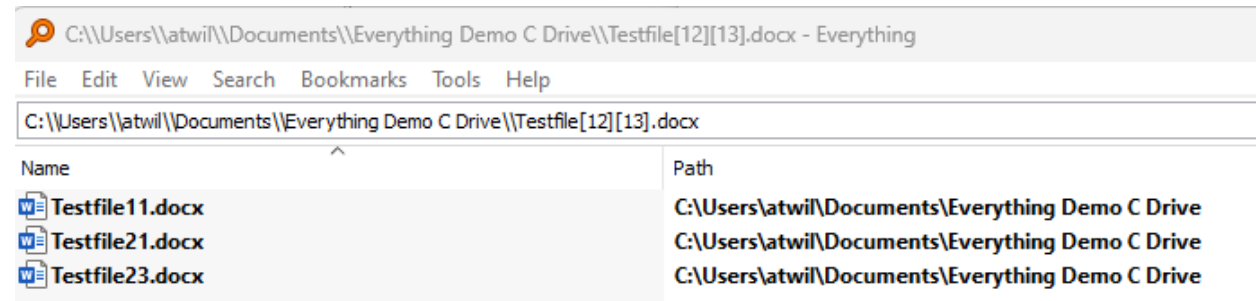 C:\\Users\\atwil\\Documents\\Everything Demo C Drive\\Testfile[12][13].docx - Everything
File Edit View Search Bookmarks Tools Help
C:\\Users\\atwil\\Documents\\Everything Demo C Drive\\Testfile[12][13].docx
Name Path
Testfile11.docx C:\Users\atwil\Documents\Everything Demo C Drive
Testfile21.docx C:\Users\atwil\Documents\Everything Demo C Drive
Testfile23.docx C:\Users\atwil\Documents\Everything Demo C Drive